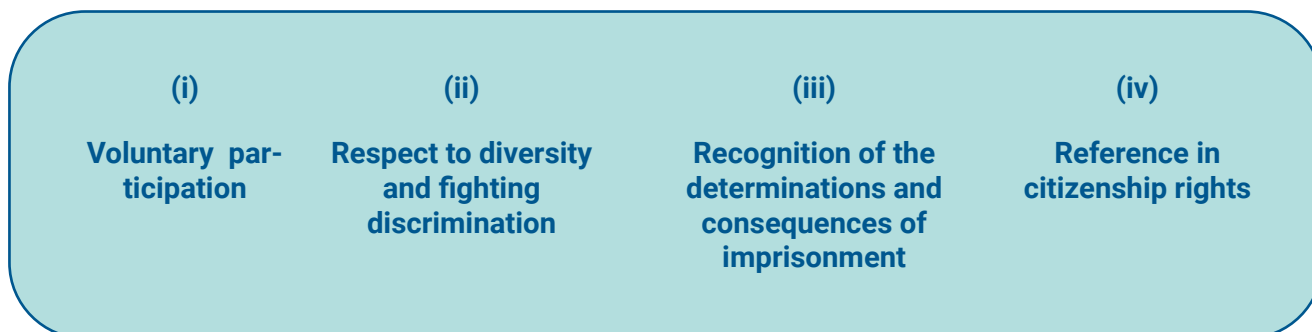 (i)
Voluntary par-
ticipation
(ii)
Respect to diversity
and fighting
discrimination
(iii)
Recognition of the
determinations and
consequences of
imprisonment
(iv)
Reference in
citizenship rights